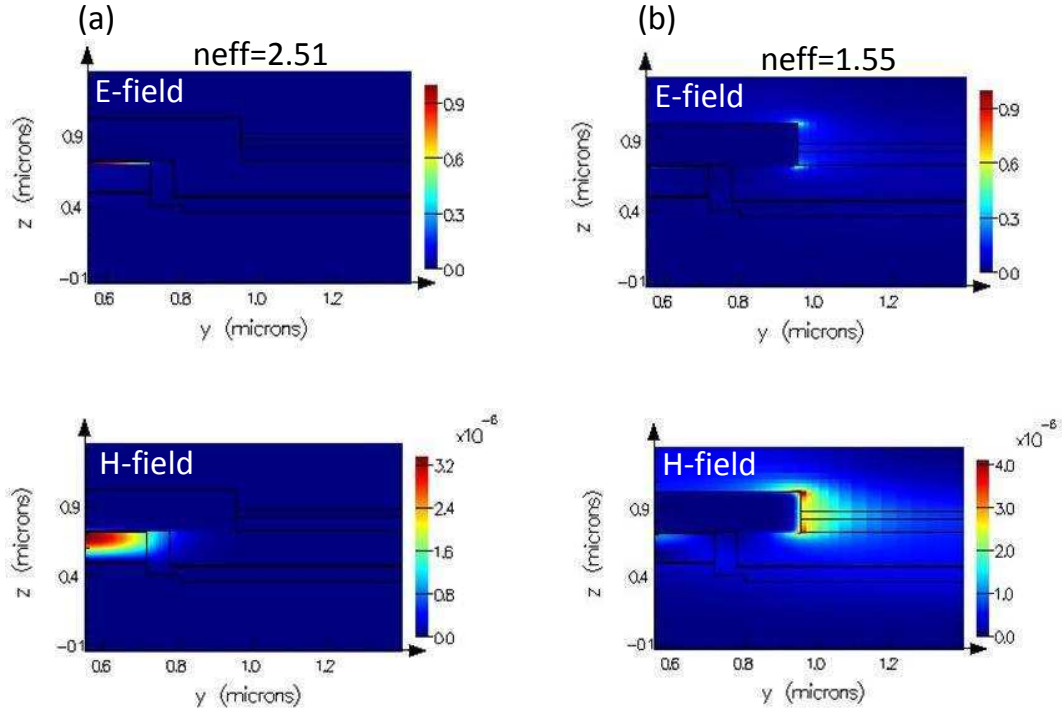 (a)
neff=2.51
E-field
z (microns)
0.9
0.4
−01
0.6 0.8 1.0 1.2
y (microns)
0.9
0.6
0.3
0.0
(b)
neff=1.55
E-field
z (microns)
0.9
0.4
−01
0.6 0.8 1.0 1.2
y (microns)
0.9
0.6
0.3
0.0
H-field
z (microns)
0.9
0.4
−01
0.6 0.8 1.0 1.2
y (microns)
x10⁻⁶
3.2
2.4
1.6
0.8
0.0
H-field
z (microns)
0.9
0.4
−01
0.6 0.8 1.0 1.2
y (microns)
x10⁻⁶
4.0
3.0
2.0
1.0
0.0